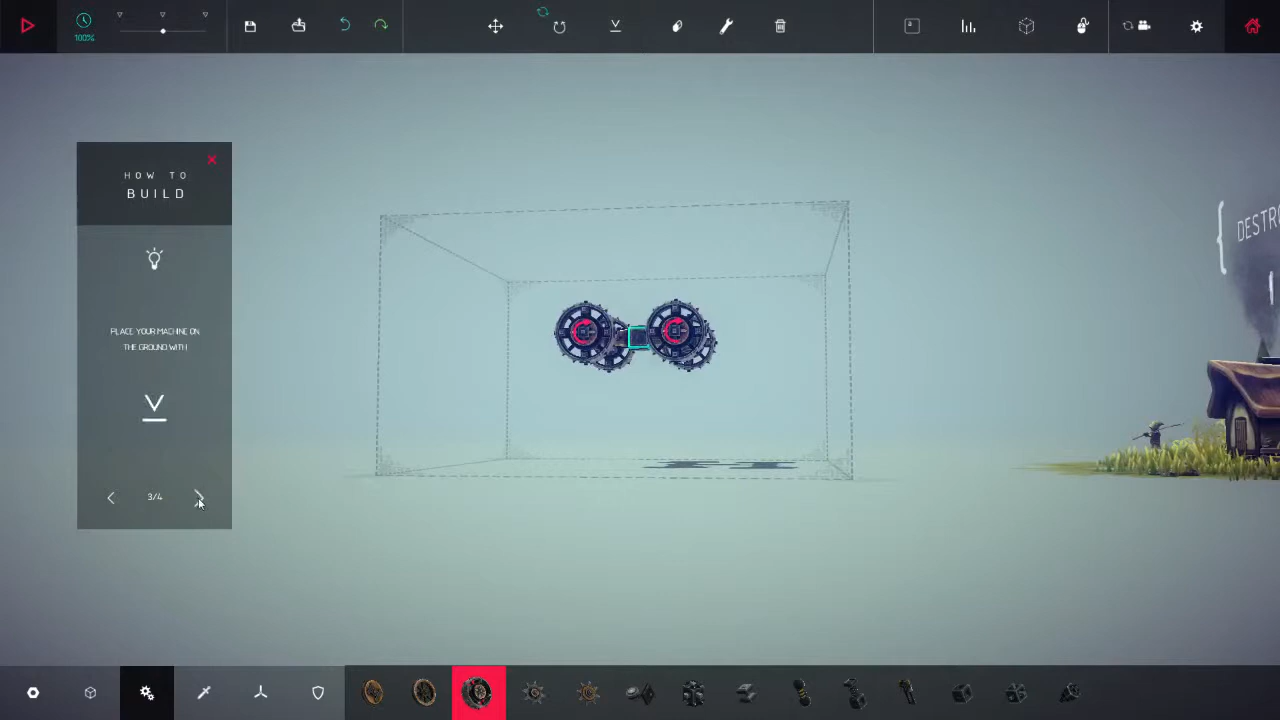 100%
HOW TO
BUILD
DESTRO
PLACE YOUR MACHINE ON
THE GROUND WITH
3/4